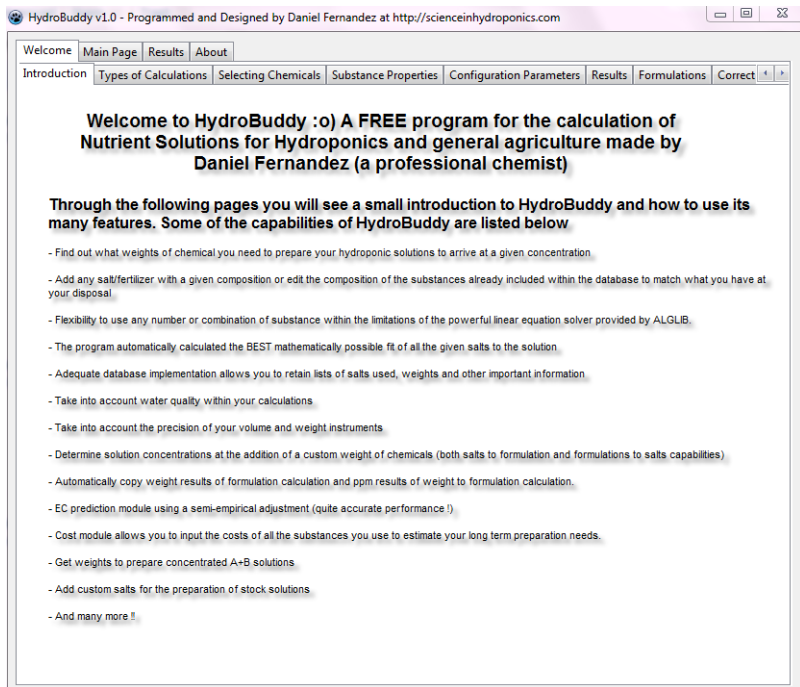 HydroBuddy v1.0 - Programmed and Designed by Daniel Fernandez at http://scienceinhydroponics.com
Welcome Main Page Results About
Introduction Types of Calculations Selecting Chemicals Substance Properties Configuration Parameters Results Formulations Correct
Welcome to HydroBuddy :o) A FREE program for the calculation of
Nutrient Solutions for Hydroponics and general agriculture made by
Daniel Fernandez (a professional chemist)
Through the following pages you will see a small introduction to HydroBuddy and how to use its
many features. Some of the capabilities of HydroBuddy are listed below
- Find out what weights of chemical you need to prepare your hydroponic solutions to arrive at a given concentration
- Add any salt/fertilizer with a given composition or edit the composition of the substances already included within the database to match what you have at
your disposal
- Flexibility to use any number or combination of substance within the limitations of the powerful linear equation solver provided by ALGLIB.
- The program automatically calculated the BEST mathematically possible fit of all the given salts to the solution
- Adequate database implementation allows you to retain lists of salts used, weights and other important information
- Take into account water quality within your calculations
- Take into account the precision of your volume and weight instruments
- Determine solution concentrations at the addition of a custom weight of chemicals (both salts to formulation and formulations to salts capabilities)
- Automatically copy weight results of formulation calculation and ppm results of weight to formulation calculation.
- EC prediction module using a semi-empirical adjustment (quite accurate performance !)
- Cost module allows you to input the costs of all the substances you use to estimate your long term preparation needs.
- Get weights to prepare concentrated A+B solutions
- Add custom salts for the preparation of stock solutions
- And many more !!